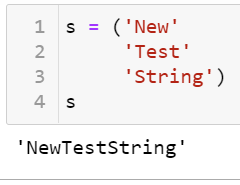 1 s = ('New'
2      'Test'
3      'String')
4 s
'NewTestString'